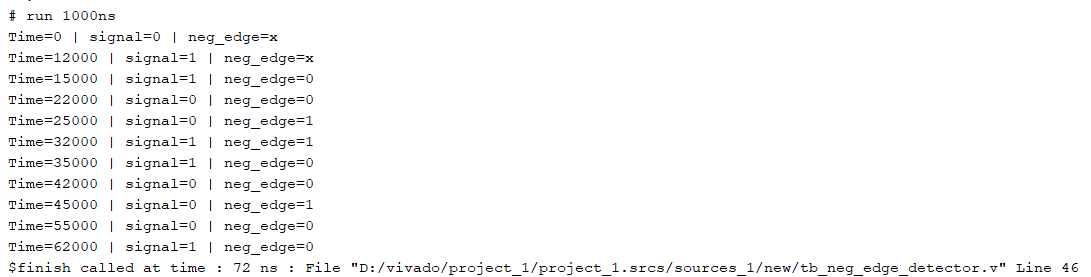 # run 1000ns
Time=0 | signal=0 | neg_edge=x
Time=12000 | signal=1 | neg_edge=x
Time=15000 | signal=1 | neg_edge=0
Time=22000 | signal=0 | neg_edge=0
Time=25000 | signal=0 | neg_edge=1
Time=32000 | signal=1 | neg_edge=1
Time=35000 | signal=1 | neg_edge=0
Time=42000 | signal=0 | neg_edge=0
Time=45000 | signal=0 | neg_edge=1
Time=55000 | signal=0 | neg_edge=0
Time=62000 | signal=1 | neg_edge=0
$finish called at time : 72 ns : File "D:/vivado/project_1/project_1.srcs/sources_1/new/tb_neg_edge_detector.v" Line 46